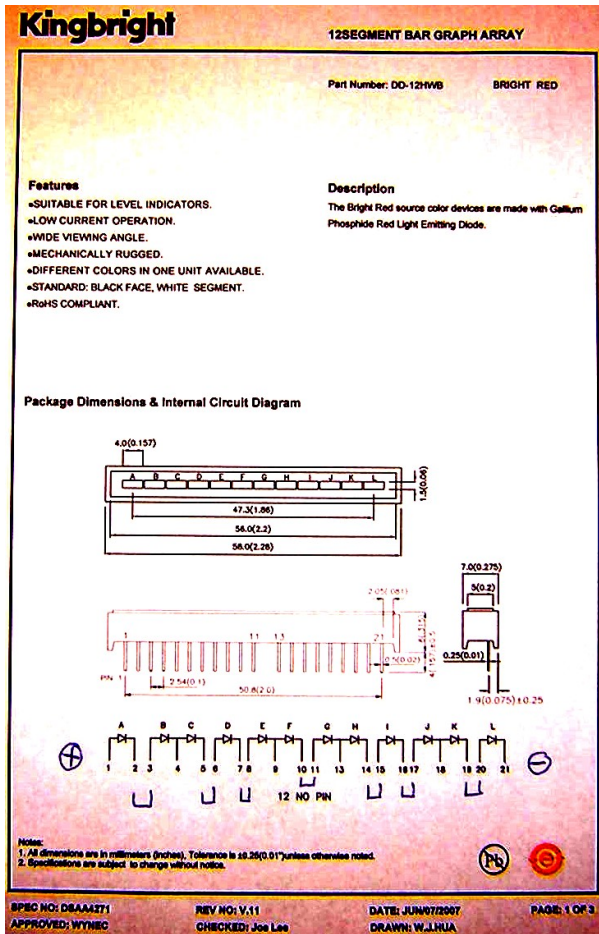 Kingbright
12SEGMENT BAR GRAPH ARRAY
Part Number: DD-12HWB BRIGHT RED
Features
•SUITABLE FOR LEVEL INDICATORS.
•LOW CURRENT OPERATION.
•WIDE VIEWING ANGLE.
•MECHANICALLY RUGGED.
•DIFFERENT COLORS IN ONE UNIT AVAILABLE.
•STANDARD: BLACK FACE, WHITE SEGMENT.
•RoHS COMPLIANT.
Description
The Bright Red source color devices are made with Gallium
Phosphide Red Light Emitting Diode.
Package Dimensions & Internal Circuit Diagram
4.0(0.157)
A B C D E F G H I J K L
1.5(0.06)
47.3(1.86)
56.0(2.2)
58.0(2.28)
7.0(0.275)
5(0.2)
2.05(.081)
1 11 13 21
0.5(0.02)
0.25(0.01)
PIN 1
2.54(0.1)
50.8(2.0)
1.9(0.075)±0.25
A B C D E F G H I J K L
+ −
1 2 3 4 5 6 7 8 9 10 11 13 14 15 16 17 18 19 20 21
12 NO PIN
Notes:
1. All dimensions are in millimeters (inches), Tolerance is ±0.25(0.01")unless otherwise noted.
2. Specifications are subject to change without notice.
Pb
SPEC NO: DSAA4271 REV NO: V.11 DATE: JUN/07/2007 PAGE: 1 OF 3
APPROVED: WYNEC CHECKED: Joe Lee DRAWN: W.J.HUA